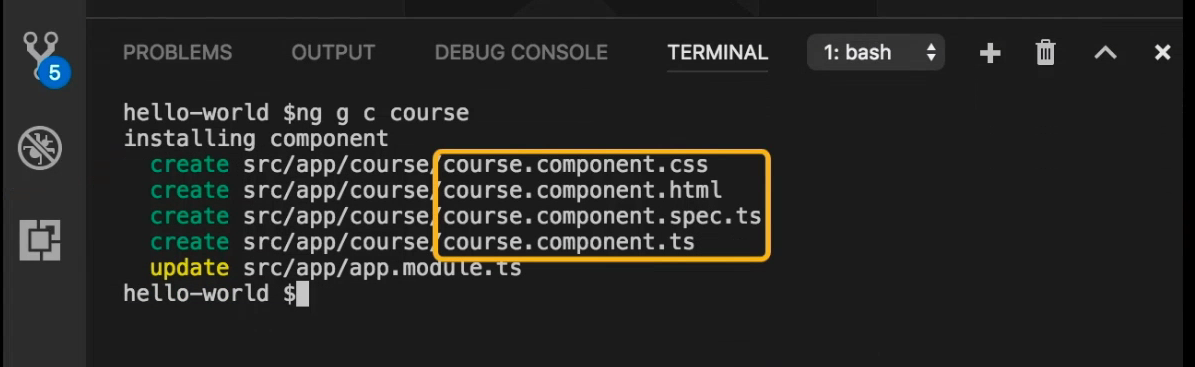 PROBLEMS OUTPUT DEBUG CONSOLE TERMINAL 1: bash
5
hello-world $ng g c course
installing component
create src/app/course/course.component.css
create src/app/course/course.component.html
create src/app/course/course.component.spec.ts
create src/app/course/course.component.ts
update src/app/app.module.ts
hello-world $